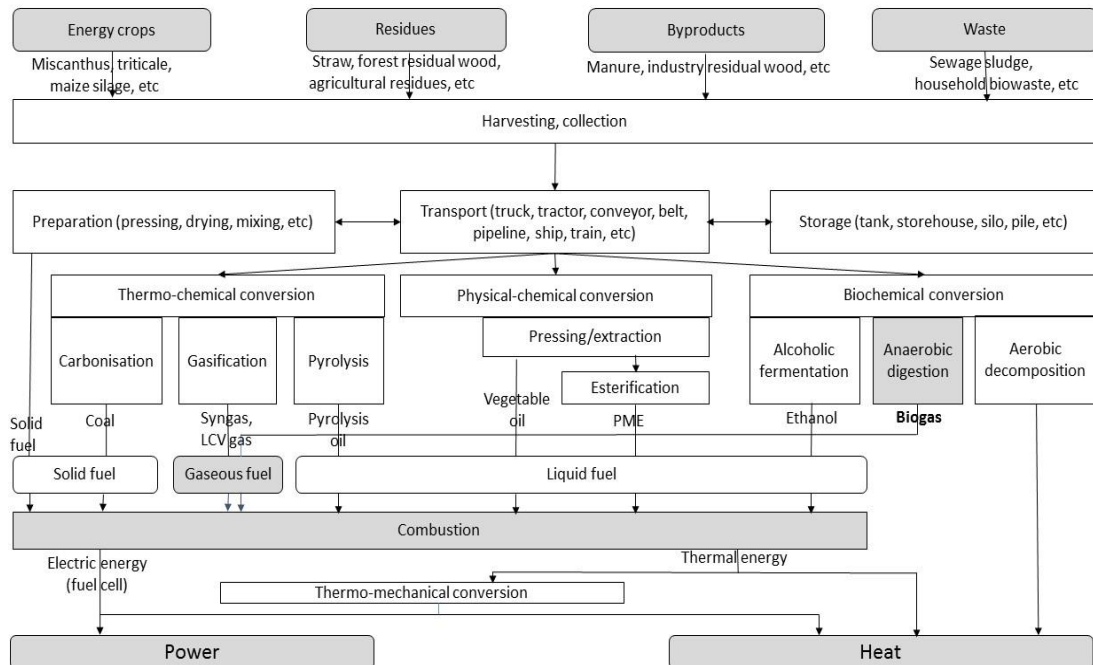 Energy crops
Residues
Byproducts
Waste
Miscanthus, triticale,
maize silage, etc
Straw, forest residual wood,
agricultural residues, etc
Manure, industry residual wood, etc
Sewage sludge,
household biowaste, etc
Harvesting, collection
Preparation (pressing, drying, mixing, etc)
Transport (truck, tractor, conveyor, belt,
pipeline, ship, train, etc)
Storage (tank, storehouse, silo, pile, etc)
Thermo-chemical conversion
Physical-chemical conversion
Biochemical conversion
Carbonisation
Gasification
Pyrolysis
Pressing/extraction
Esterification
Alcoholic
fermentation
Anaerobic
digestion
Aerobic
decomposition
Solid
fuel
Coal
Syngas,
LCV gas
Pyrolysis
oil
Vegetable
oil
PME
Ethanol
Biogas
Solid fuel
Gaseous fuel
Liquid fuel
Combustion
Electric energy
(fuel cell)
Thermal energy
Thermo-mechanical conversion
Power
Heat